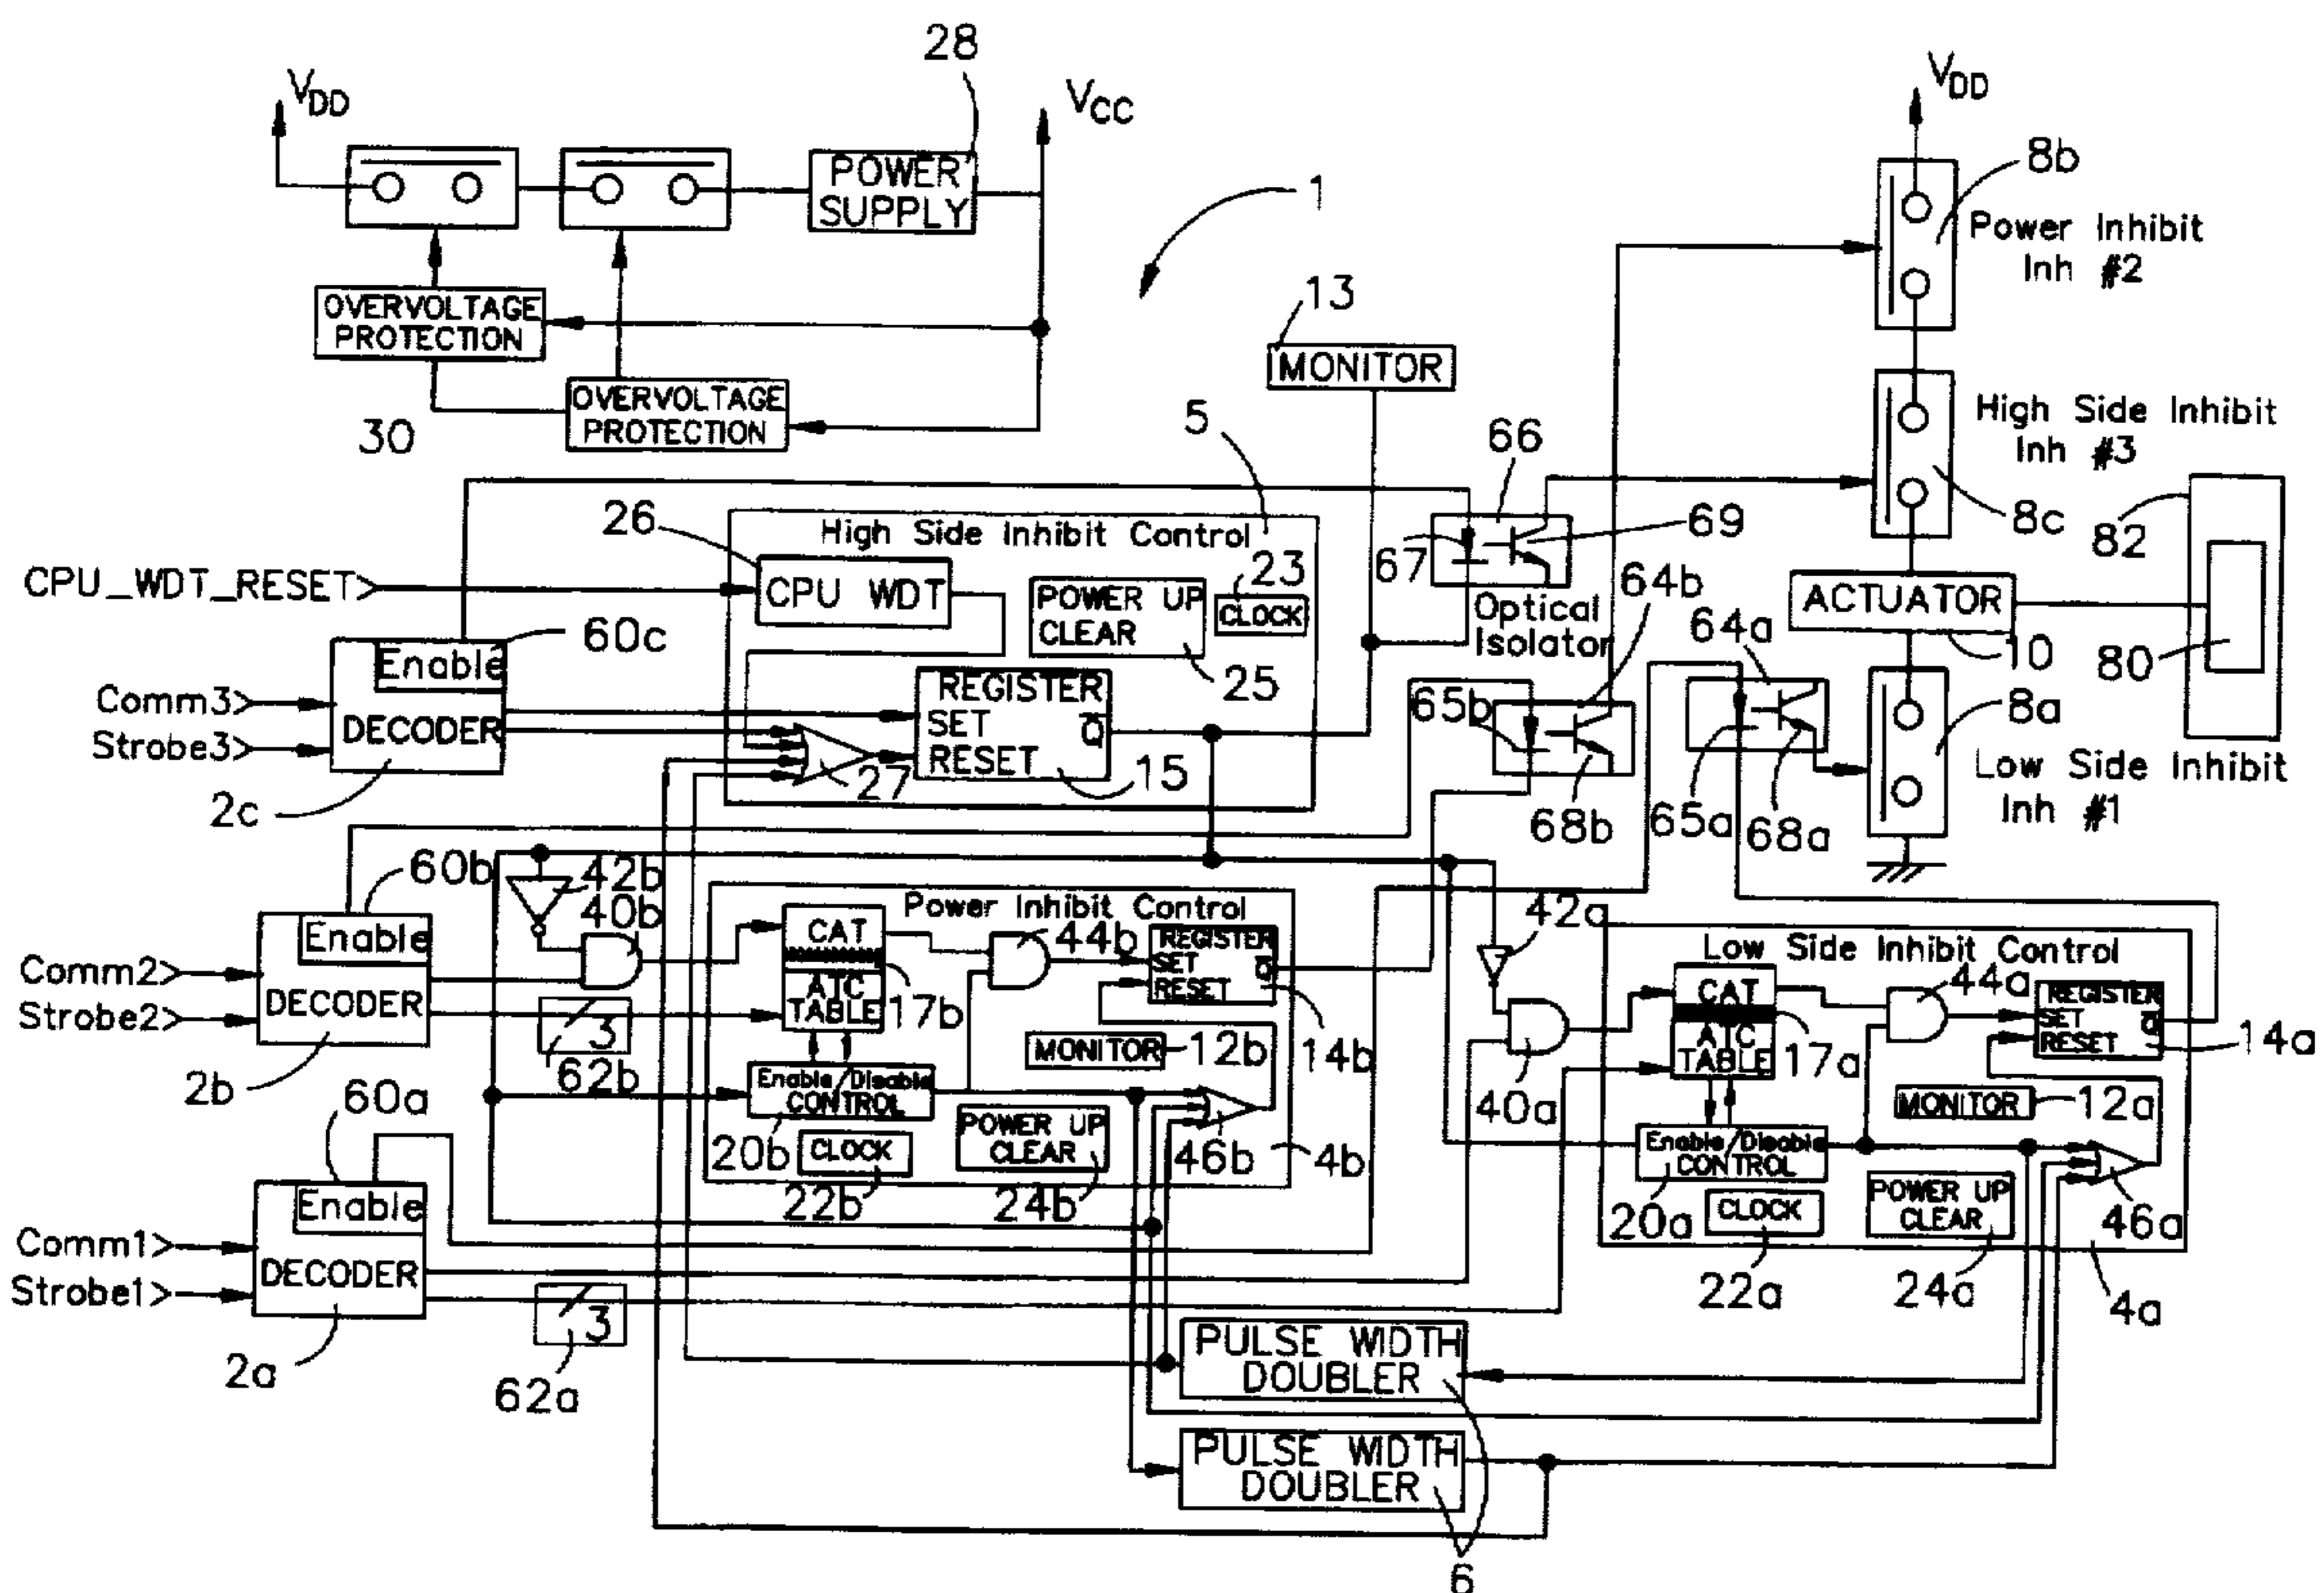 28
VDD
VCC
VDD
POWER
SUPPLY
1
8b
Power Inhibit
Inh #2
OVERVOLTAGE
PROTECTION
13
MONITOR
OVERVOLTAGE
PROTECTION
30
5
66
High Side Inhibit
Inh #3
26
High Side Inhibit Control
67
69
8c
82
CPU_WDT_RESET
CPU WDT
POWER UP
CLEAR
23
CLOCK
Optical
Isolator
64b
ACTUATOR
60c
Enable
25
64a
10
80
Comm3
Strobe3
DECODER
REGISTER
SET
RESET
Q
65b
8a
27
15
2c
68b
65a
68a
Low Side Inhibit
Inh #1
60b
42b
40b
Power Inhibit Control
42a
Enable
CAT
44b
REGISTER
SET
RESET
Q
Low Side Inhibit Control
Comm2
Strobe2
DECODER
ATC
TABLE
17b
CAT
44a
REGISTER
SET
RESET
Q
3
62b
MONITOR
12b
14b
ATC
TABLE
17a
14a
2b
60a
Enable/Disable
CONTROL
40a
MONITOR
12a
20b
CLOCK
POWER UP
CLEAR
46b
4b
Enable/Disable
CONTROL
22b
24b
Enable
20a
CLOCK
POWER UP
CLEAR
46a
Comm1
Strobe1
DECODER
22a
24a
4a
3
2a
62a
PULSE WIDTH
DOUBLER
PULSE WIDTH
DOUBLER
6